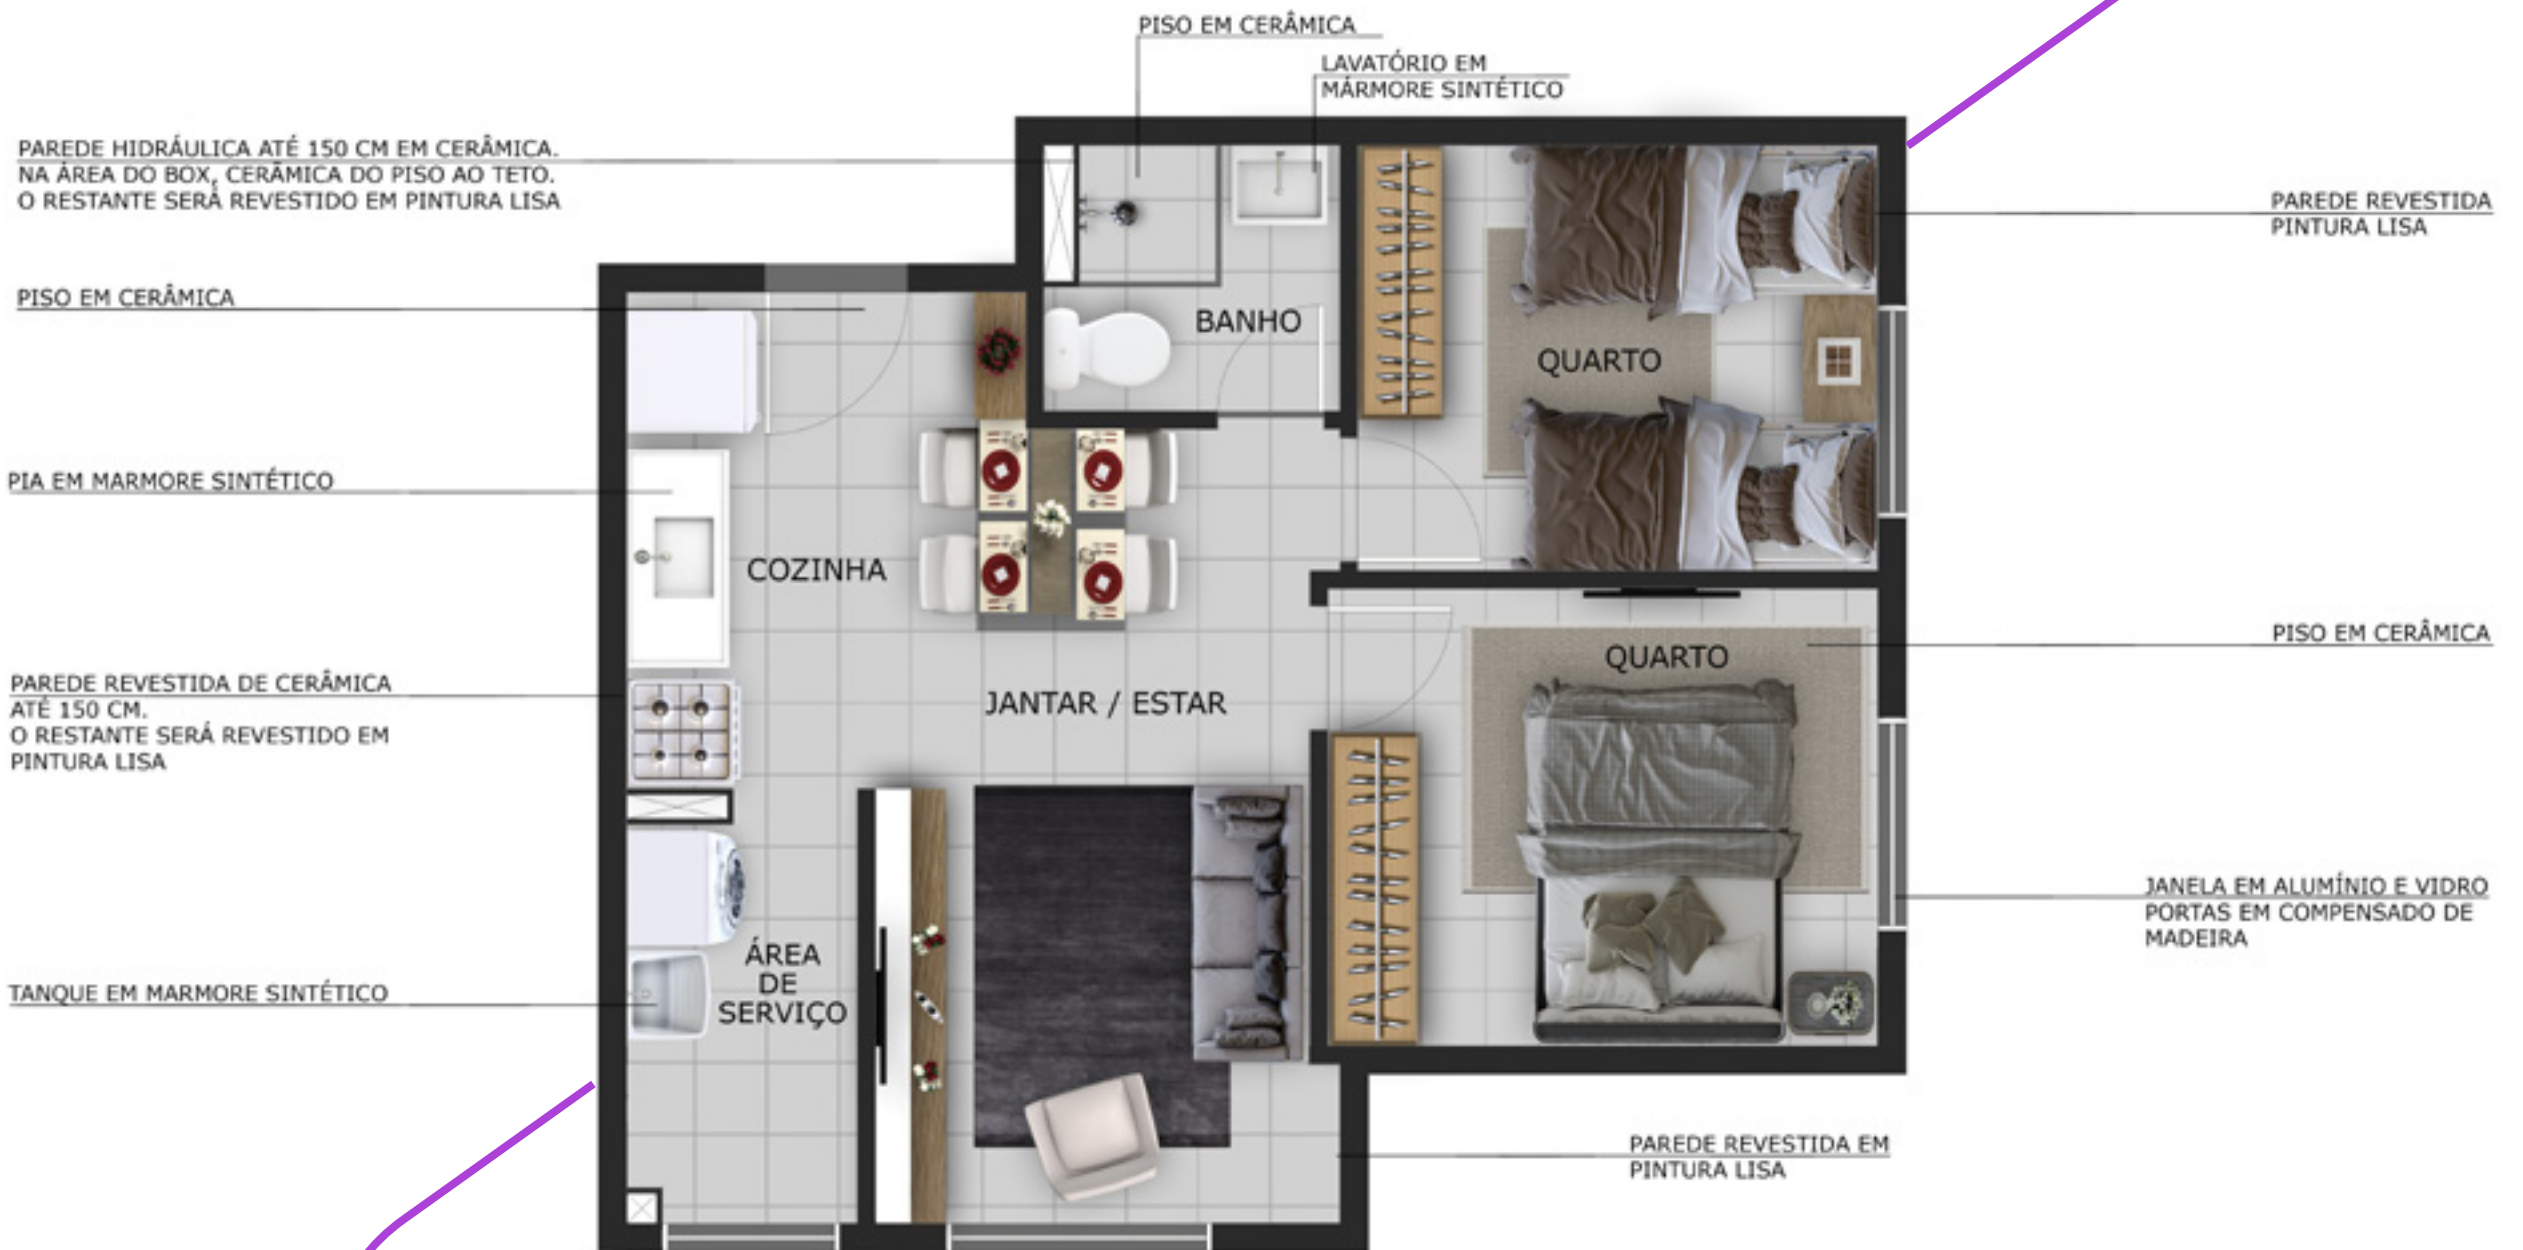 PISO EM CERÂMICA
LAVATÓRIO EM
MÁRMORE SINTÉTICO
PAREDE HIDRÁULICA ATÉ 150 CM EM CERÂMICA.
NA ÁREA DO BOX, CERÂMICA DO PISO AO TETO.
O RESTANTE SERÁ REVESTIDO EM PINTURA LISA
PAREDE REVESTIDA
PINTURA LISA
PISO EM CERÂMICA
BANHO
QUARTO
PIA EM MARMORE SINTÉTICO
COZINHA
PISO EM CERÂMICA
QUARTO
PAREDE REVESTIDA DE CERÂMICA
ATÉ 150 CM.
O RESTANTE SERÁ REVESTIDO EM
PINTURA LISA
JANTAR / ESTAR
JANELA EM ALUMÍNIO E VIDRO
PORTAS EM COMPENSADO DE
MADEIRA
ÁREA
DE
SERVIÇO
TANQUE EM MARMORE SINTÉTICO
PAREDE REVESTIDA EM
PINTURA LISA